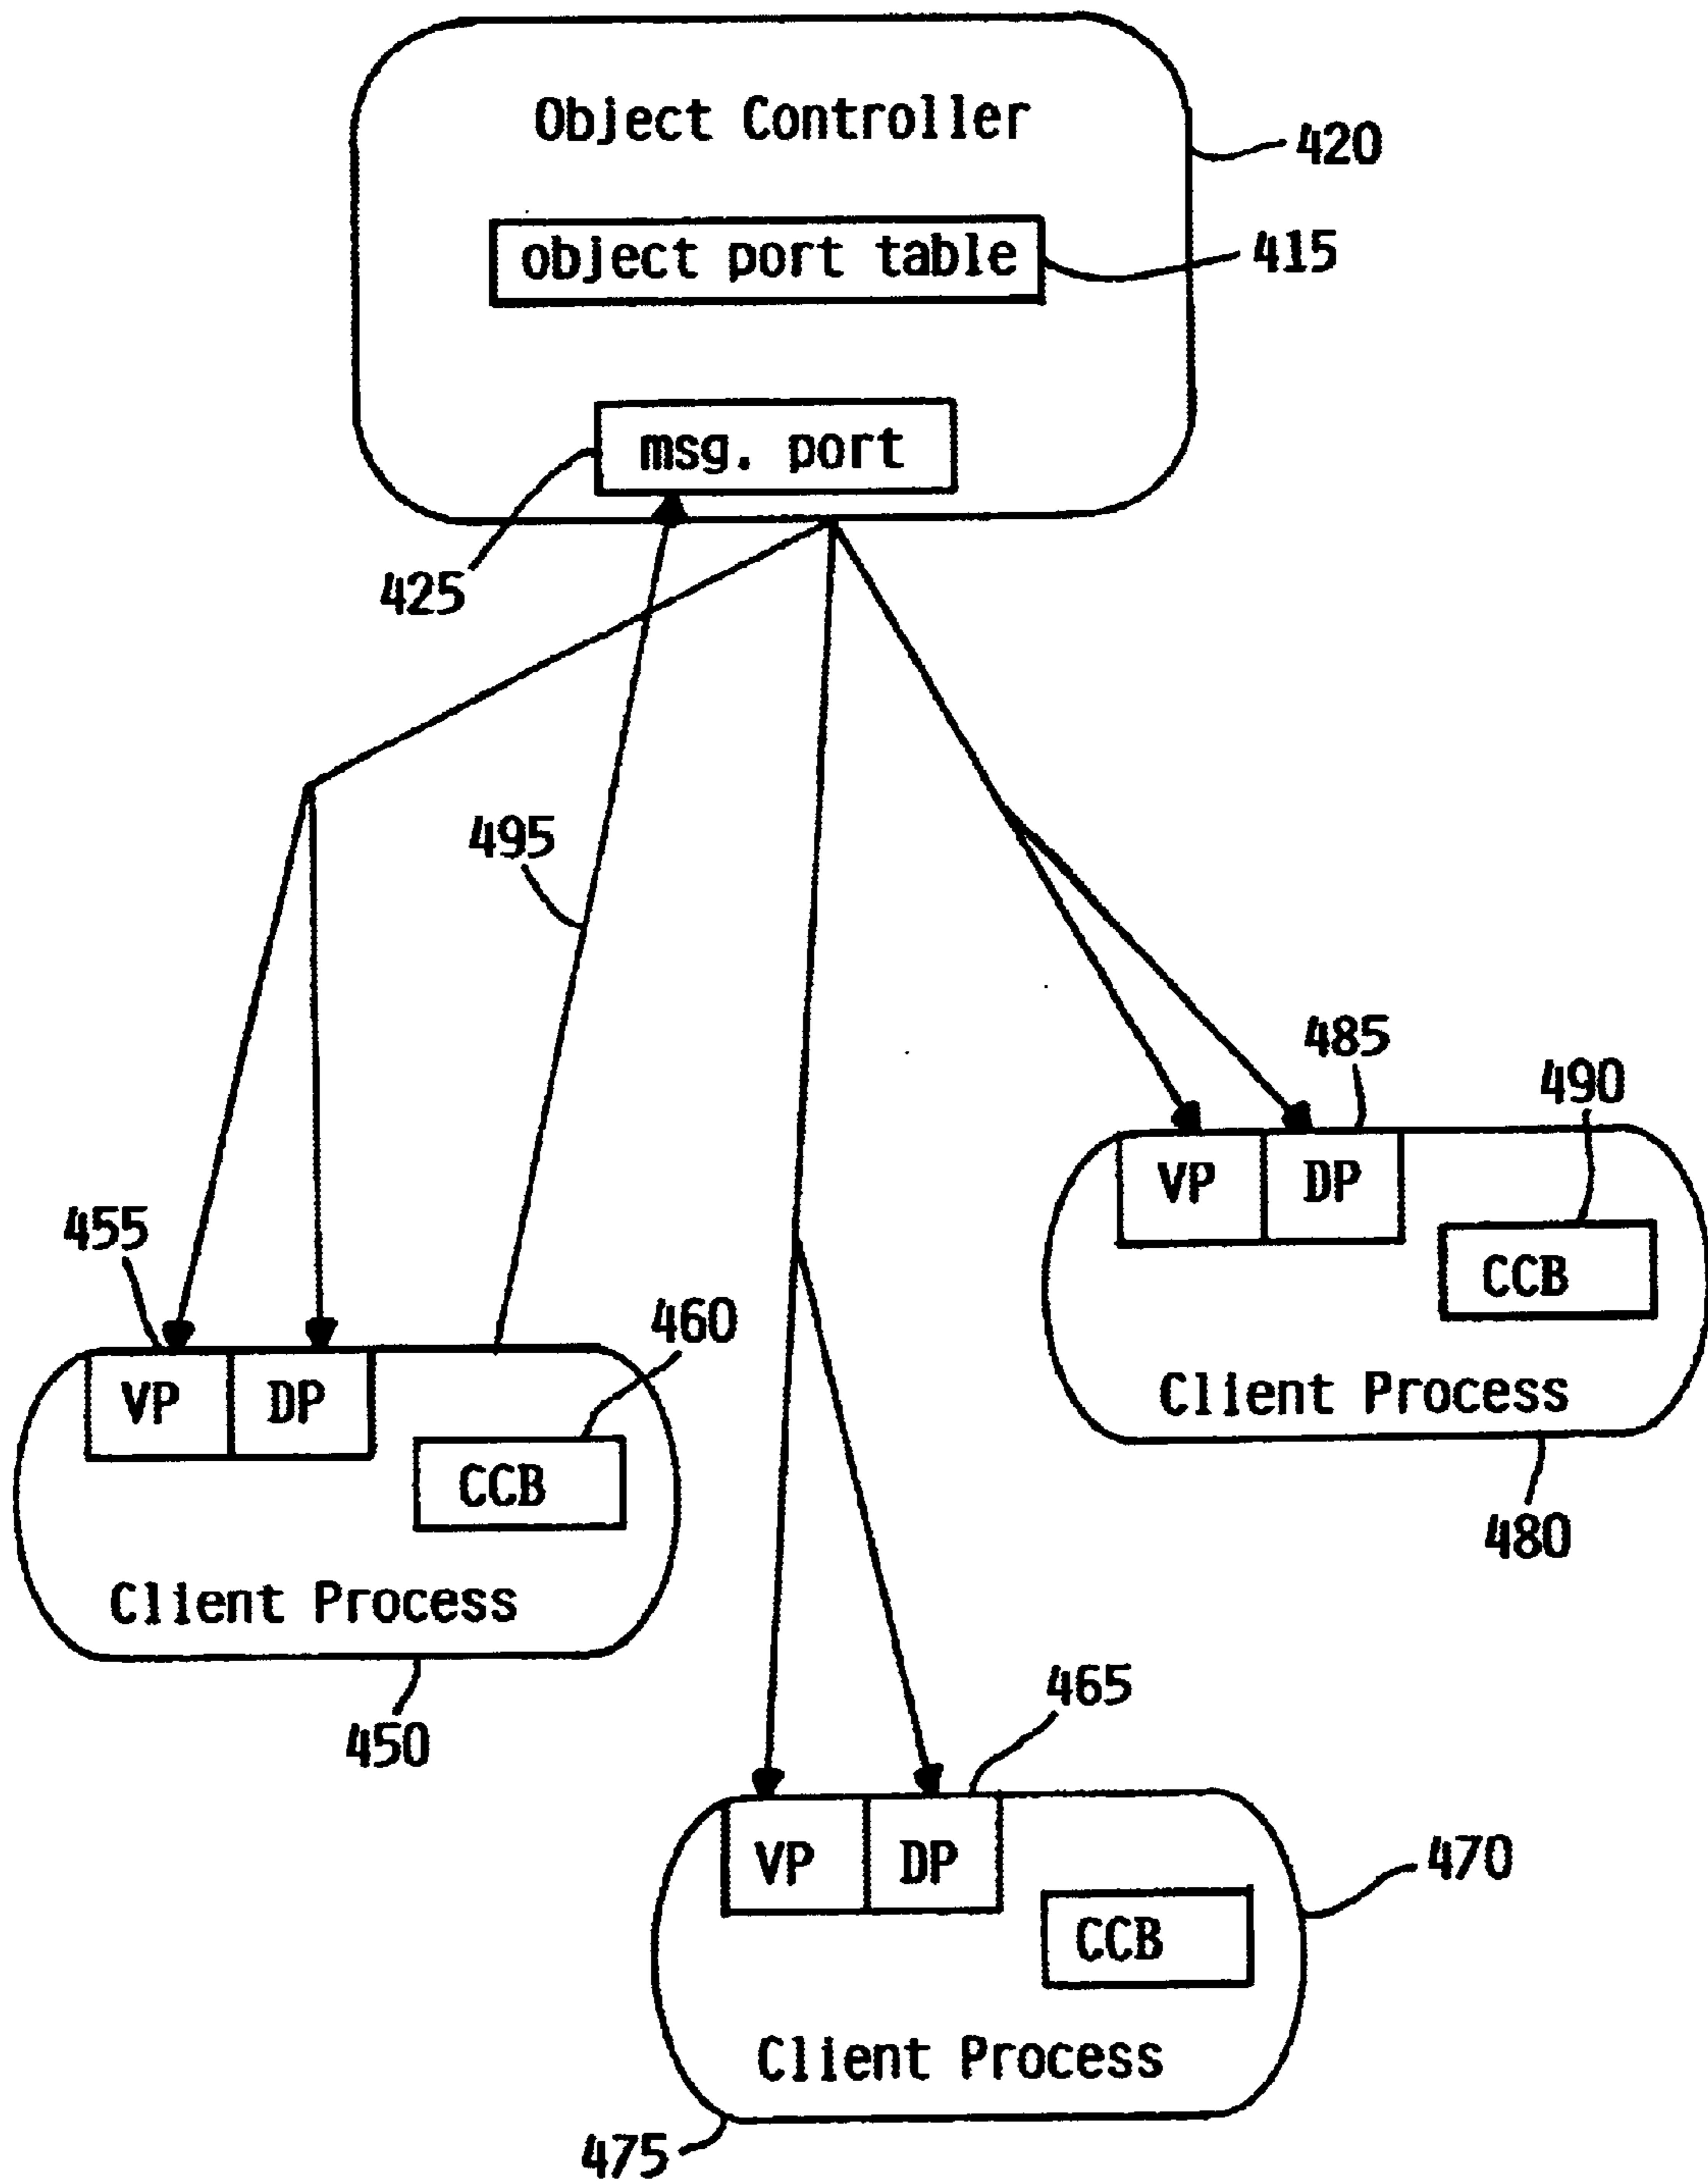 Object Controller
420
object port table
415
msg. port
425
495
485
490
VP
DP
455
CCB
460
Client Process
VP
DP
480
CCB
Client Process
450
465
VP
DP
470
CCB
Client Process
475